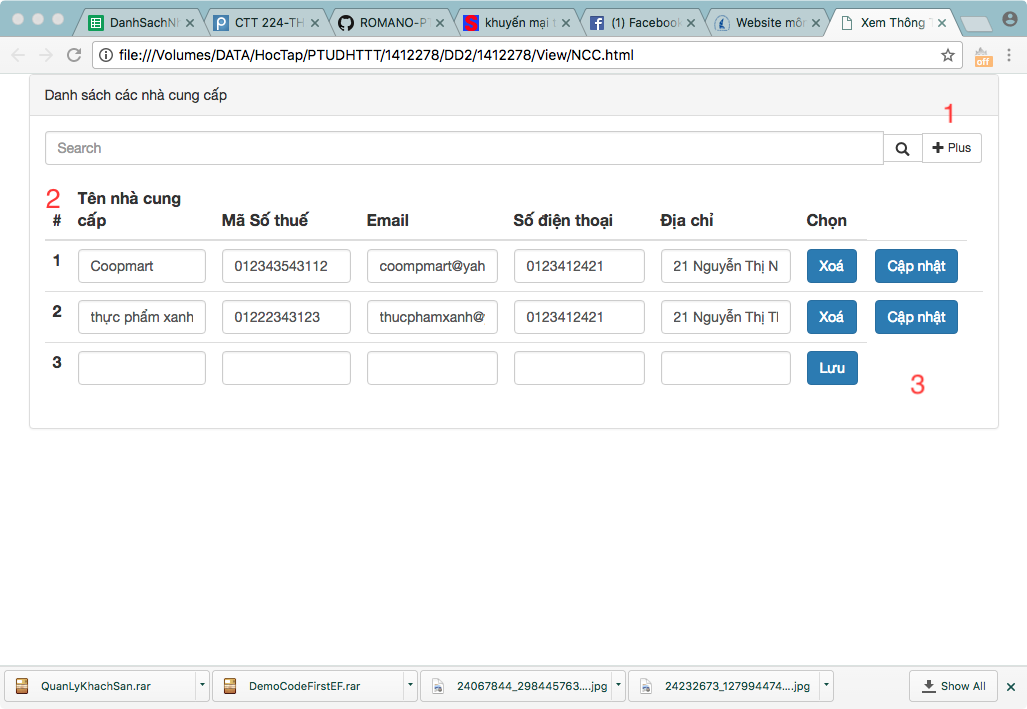 DanhSachNh
CTT 224-TH
ROMANO-PT
khuyến mại t
(1) Facebook
Website môn
Xem Thông T
file:///Volumes/DATA/HocTap/PTUDHTTT/1412278/DD2/1412278/View/NCC.html
off
Danh sách các nhà cung cấp
1
Search
Plus
2
# Tên nhà cung cấp Mã Số thuế Email Số điện thoại Địa chỉ Chọn
1 Coopmart 012343543112 coompmart@yah 0123412421 21 Nguyễn Thị N Xoá Cập nhật
2 thực phẩm xanh 01222343123 thucphamxanh@ 0123412421 21 Nguyễn Thị Tl Xoá Cập nhật
3 Lưu
3
QuanLyKhachSan.rar
DemoCodeFirstEF.rar
24067844_298445763....jpg
24232673_127994474....jpg
Show All